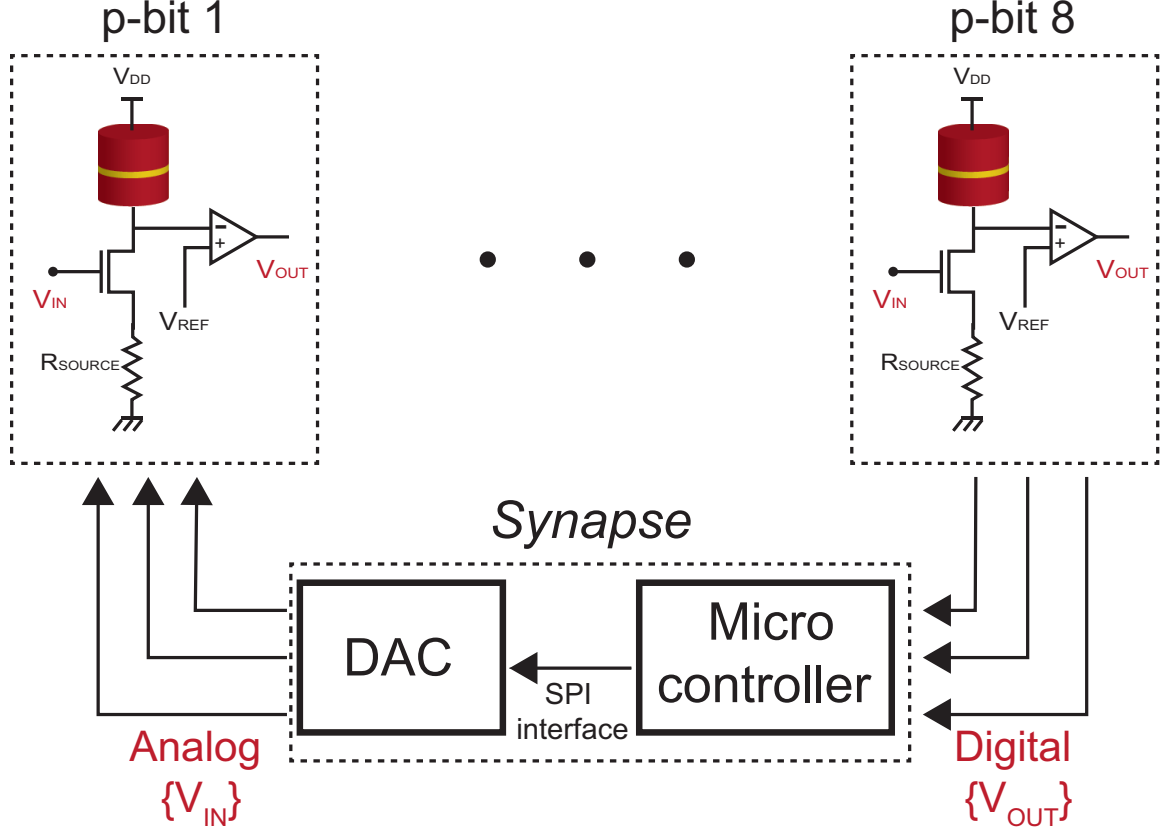 p-bit 1
p-bit 8
VDD
VDD
−
+
−
+
VIN
VOUT
VIN
VOUT
VREF
VREF
RSOURCE
RSOURCE
Synapse
DAC
Micro
controller
SPI
interface
Analog
{VIN}
Digital
{VOUT}